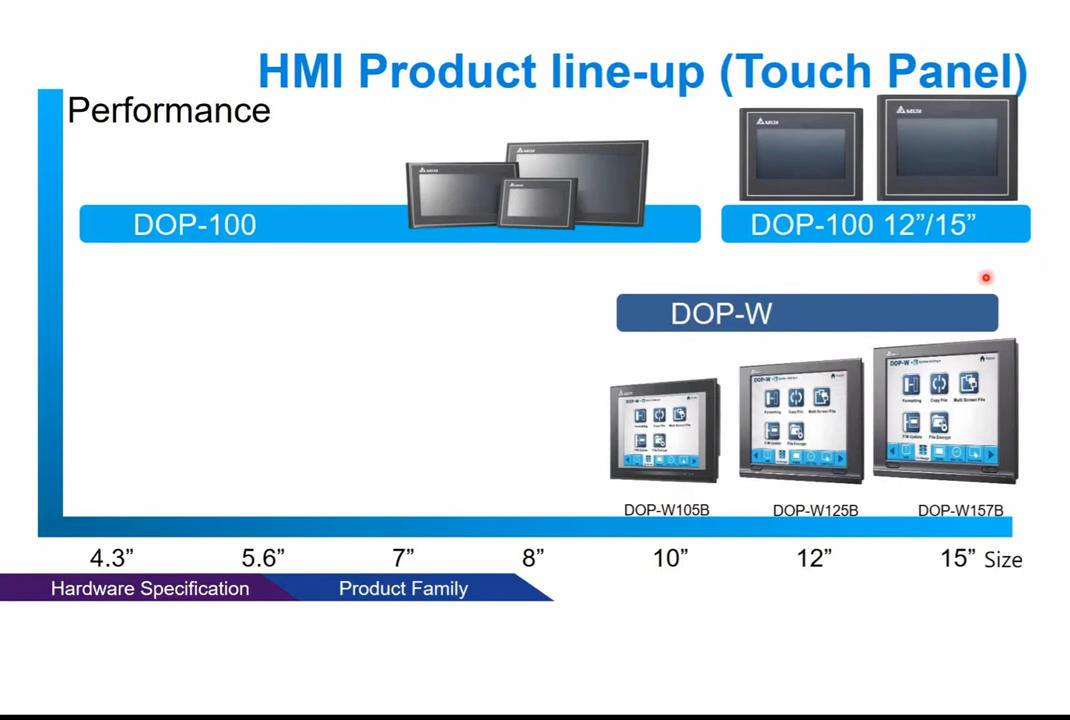 HMI Product line-up (Touch Panel)
Performance
DOP-100
DOP-100 12”/15”
DOP-W
DOP-W105B
DOP-W125B
DOP-W157B
4.3” 5.6” 7” 8” 10” 12” 15” Size
Hardware Specification
Product Family